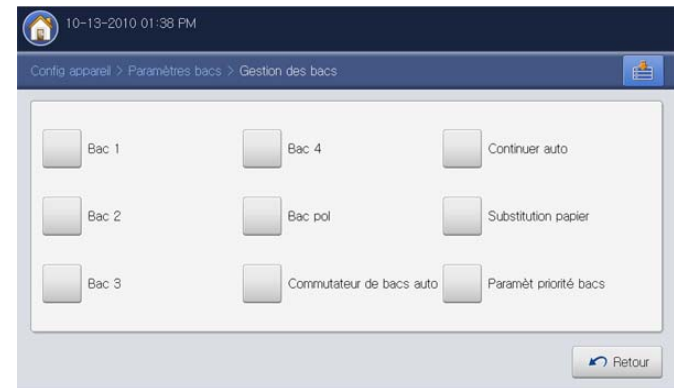 10-13-2010 01:38 PM
Config appareil > Paramètres bacs > Gestion des bacs
Bac 1
Bac 4
Continuer auto
Bac 2
Bac pol
Substitution papier
Bac 3
Commutateur de bacs auto
Paramèt priorité bacs
Retour